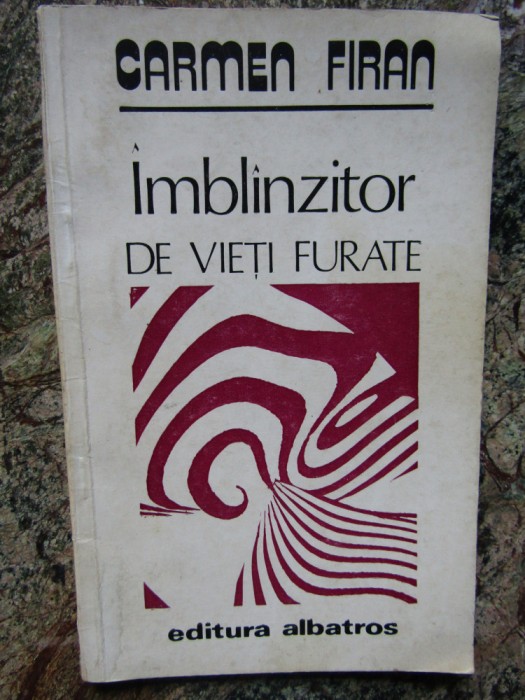 CARMEN FIRAN
Îmblînzitor
DE VIEȚI FURATE
editura albatros